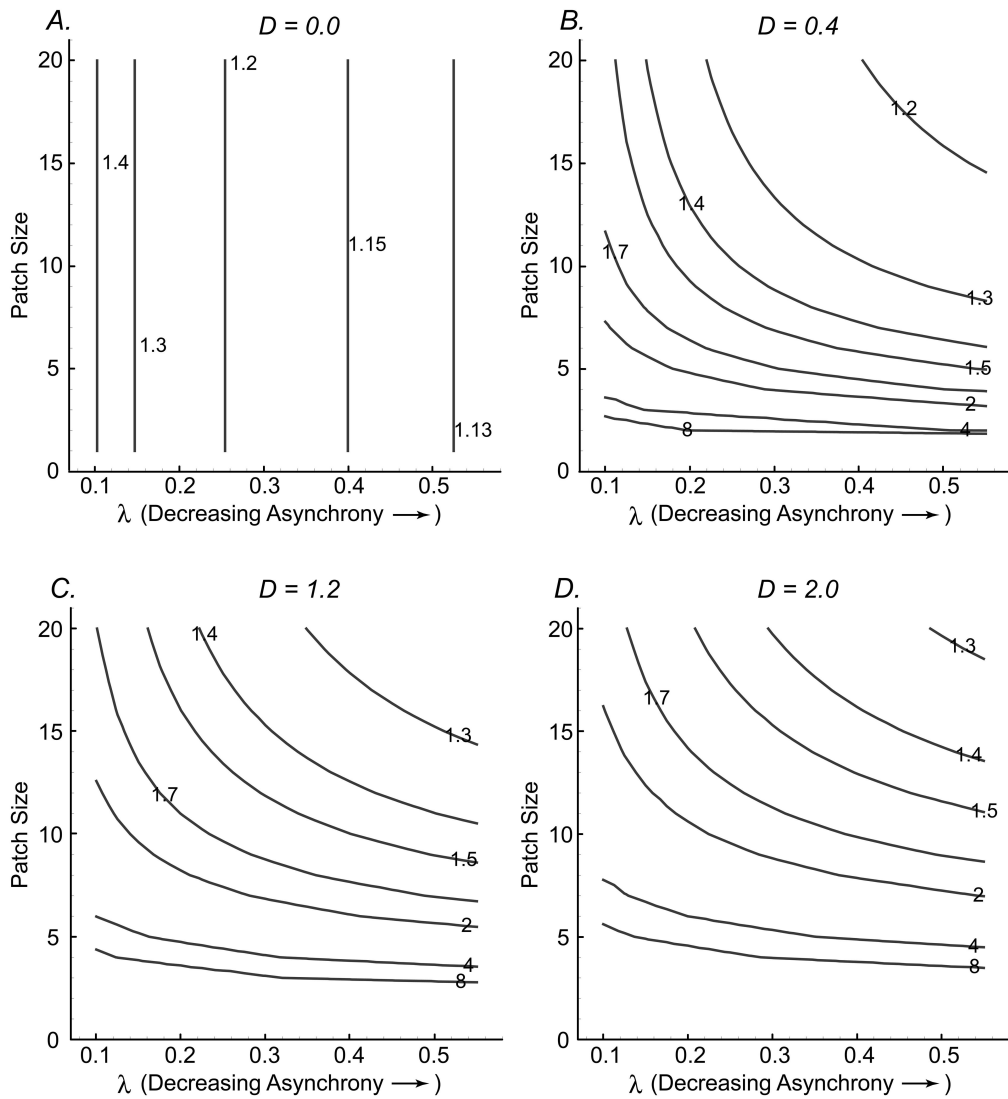 A.
D = 0.0
20
15
10
5
0
Patch Size
1.2
1.4
1.15
1.3
1.13
0.1 0.2 0.3 0.4 0.5
λ (Decreasing Asynchrony → )
B.
D = 0.4
20
15
10
5
0
Patch Size
1.2
1.4
1.7
1.3
1.5
2
8
4
0.1 0.2 0.3 0.4 0.5
λ (Decreasing Asynchrony → )
C.
D = 1.2
20
15
10
5
0
Patch Size
1.4
1.3
1.7
1.5
2
4
8
0.1 0.2 0.3 0.4 0.5
λ (Decreasing Asynchrony → )
D.
D = 2.0
20
15
10
5
0
Patch Size
1.3
1.7
1.4
1.5
2
4
8
0.1 0.2 0.3 0.4 0.5
λ (Decreasing Asynchrony → )